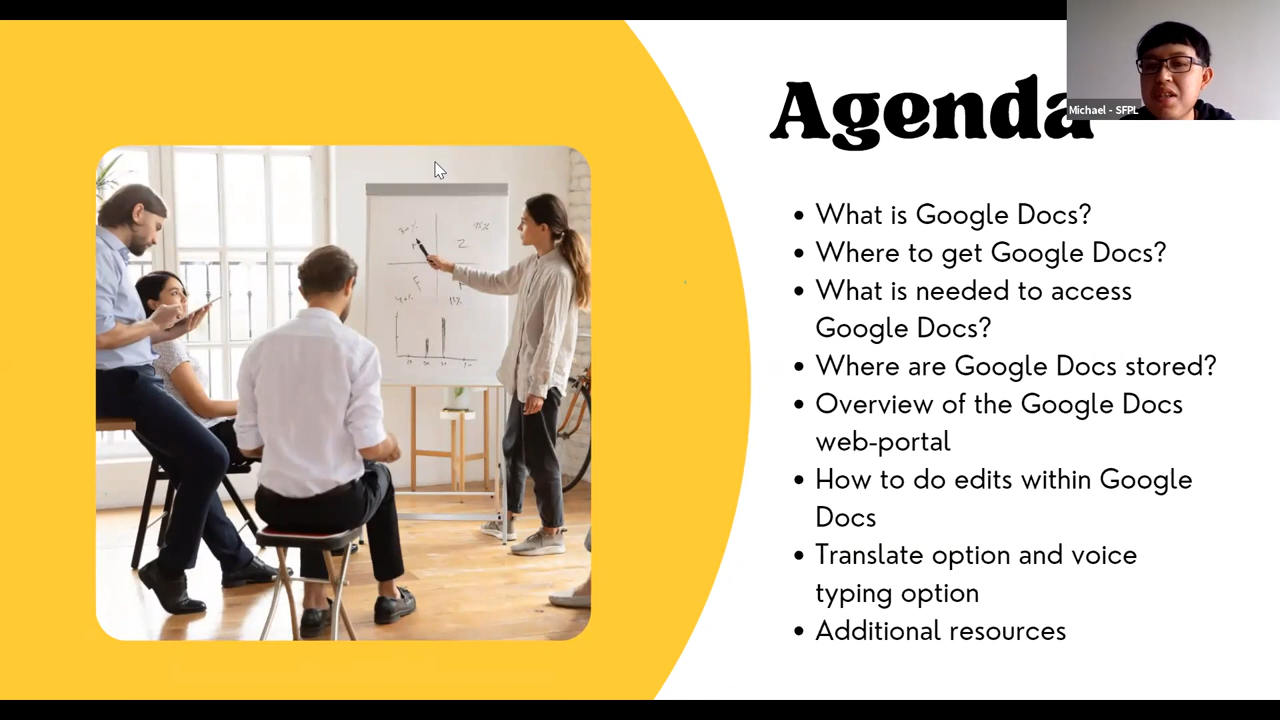 Agenda
Michael - SFPL
What is Google Docs?
Where to get Google Docs?
What is needed to access
Google Docs?
Where are Google Docs stored?
Overview of the Google Docs
web-portal
How to do edits within Google
Docs
Translate option and voice
typing option
Additional resources